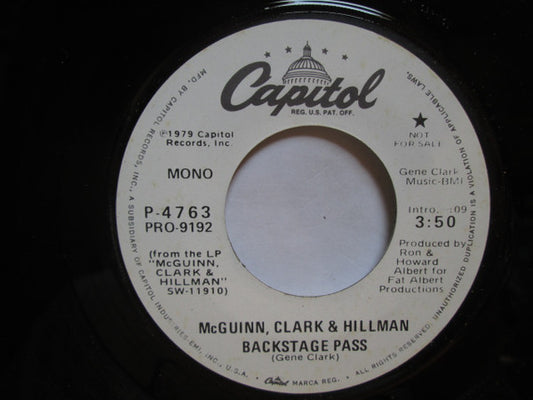 Capitol
REG. U.S. PAT. OFF.
℗1979 Capitol
Records, Inc.
★
NOT
FOR SALE
MONO
Gene Clark
Music-BMI
P-4763
PRO-9192
Intro. :09
3:50
(from the LP
"McGUINN,
CLARK &
HILLMAN"
SW-11910)
Produced by
Ron &
Howard
Albert for
Fat Albert
Productions
McGUINN, CLARK & HILLMAN
BACKSTAGE PASS
(Gene Clark)
MFD. BY CAPITOL RECORDS, INC., A SUBSIDIARY OF CAPITOL INDUSTRIES-EMI, INC., U.S.A. • Capitol MARCA REG. • ALL RIGHTS RESERVED. UNAUTHORIZED DUPLICATION IS A VIOLATION OF APPLICABLE LAWS.